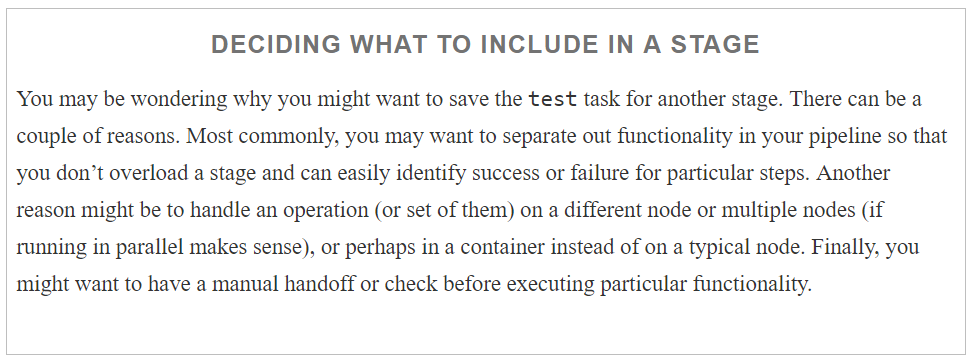 DECIDING WHAT TO INCLUDE IN A STAGE
You may be wondering why you might want to save the test task for another stage. There can be a
couple of reasons. Most commonly, you may want to separate out functionality in your pipeline so that
you don’t overload a stage and can easily identify success or failure for particular steps. Another
reason might be to handle an operation (or set of them) on a different node or multiple nodes (if
running in parallel makes sense), or perhaps in a container instead of on a typical node. Finally, you
might want to have a manual handoff or check before executing particular functionality.